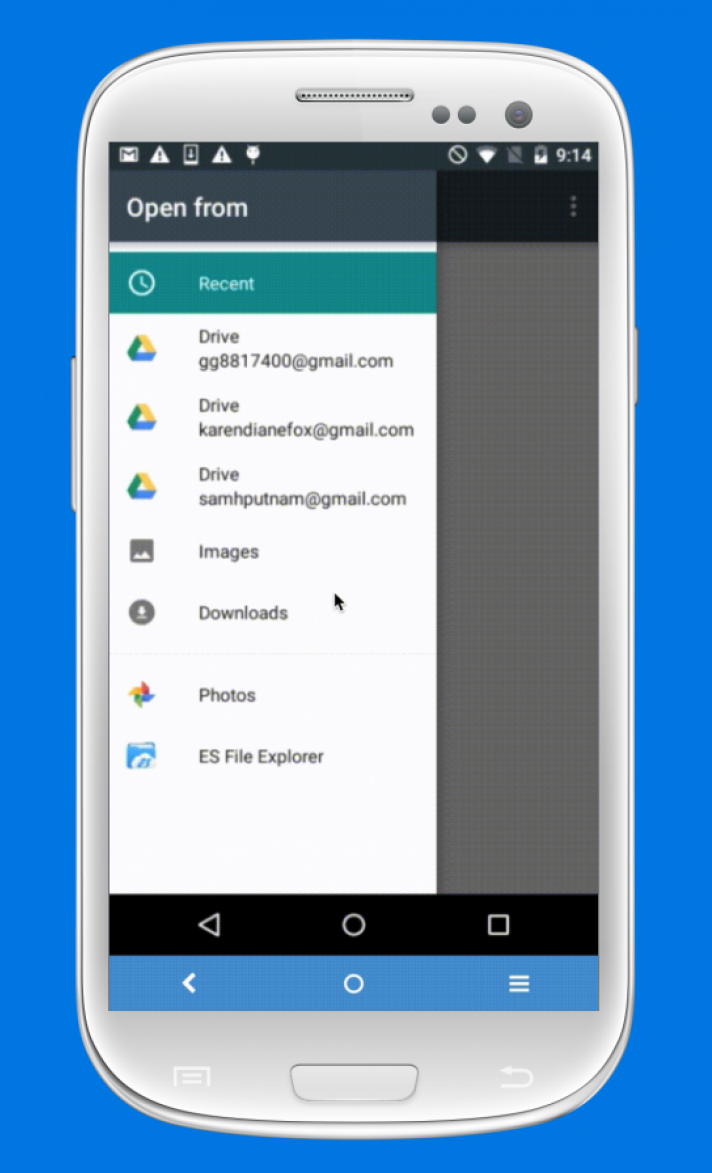 9:14
Open from
Recent
Drive
gg8817400@gmail.com
Drive
karendianefox@gmail.com
Drive
samhputnam@gmail.com
Images
Downloads
Photos
ES File Explorer